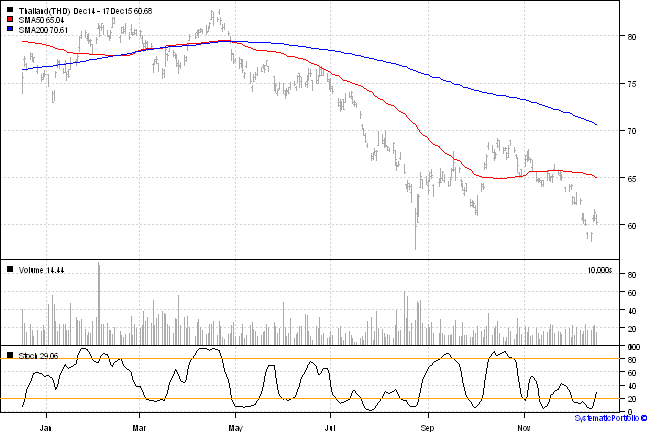 Thailand(THD) Dec14 - 17Dec15 60.68
SMA50 65.04
SMA200 70.61
80
75
70
65
60
Volume 14.44
10,000s
80
60
40
20
0
Stoch 29.06
100
80
60
40
20
0
Jan
Mar
May
Jul
Sep
Nov
SystematicPortfolio ©